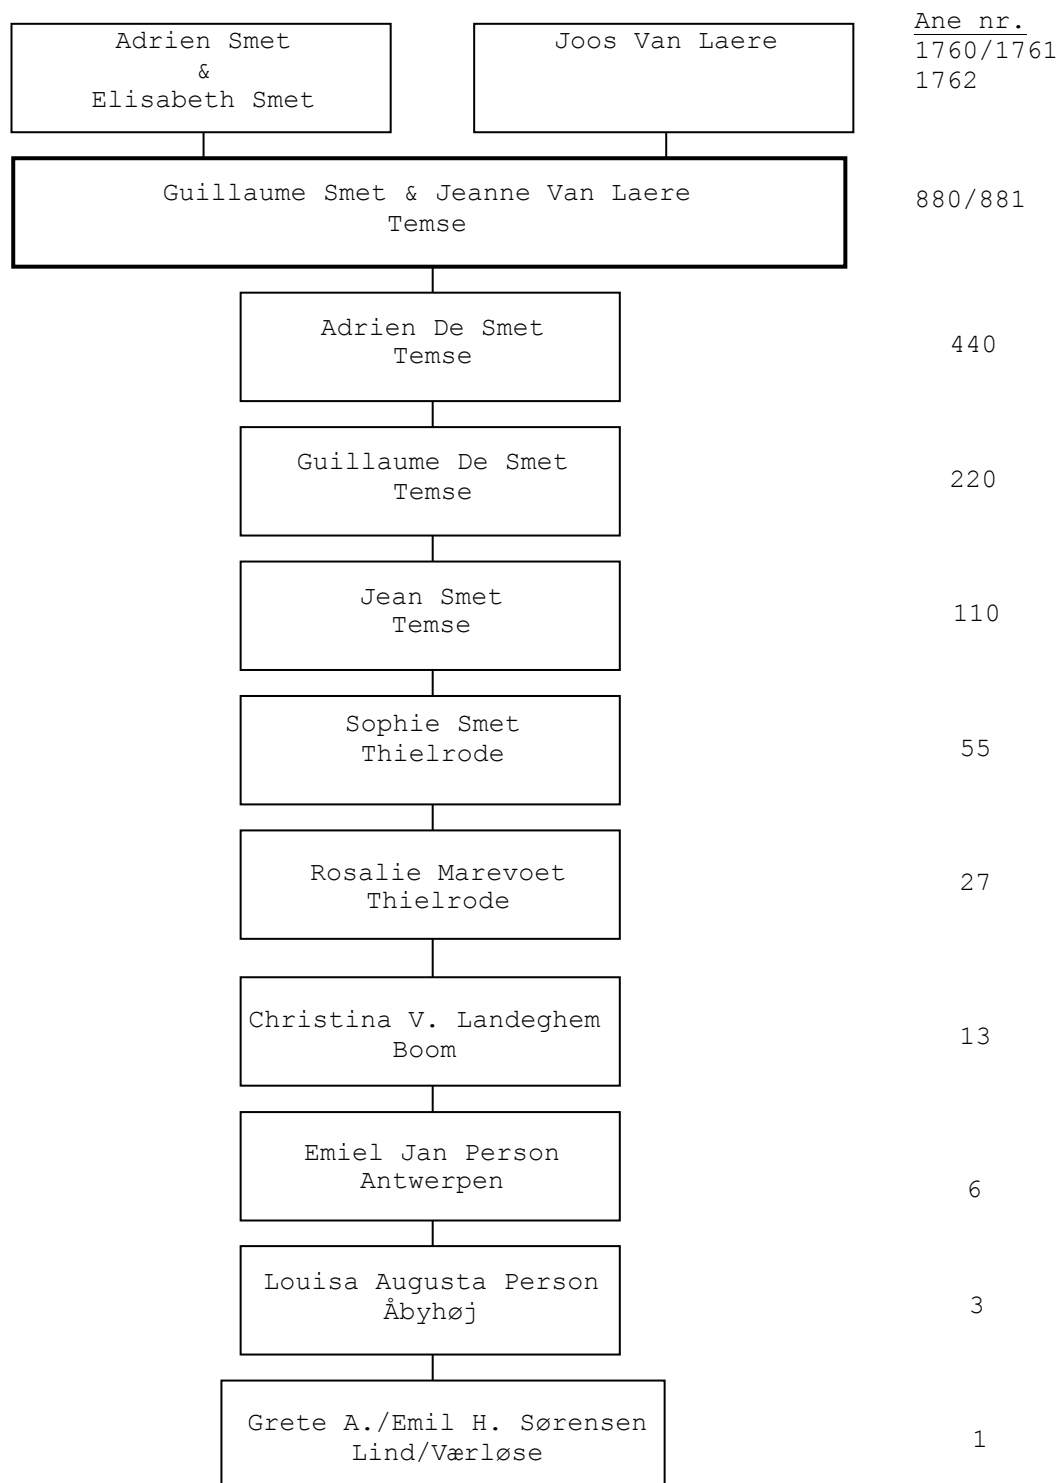 Ane nr.
Adrien Smet
&
Elisabeth Smet
Joos Van Laere
1760/1761
1762
Guillaume Smet & Jeanne Van Laere
Temse
880/881
Adrien De Smet
Temse
440
Guillaume De Smet
Temse
220
Jean Smet
Temse
110
Sophie Smet
Thielrode
55
Rosalie Marevoet
Thielrode
27
Christina V. Landeghem
Boom
13
Emiel Jan Person
Antwerpen
6
Louisa Augusta Person
Åbyhøj
3
Grete A./Emil H. Sørensen
Lind/Værløse
1